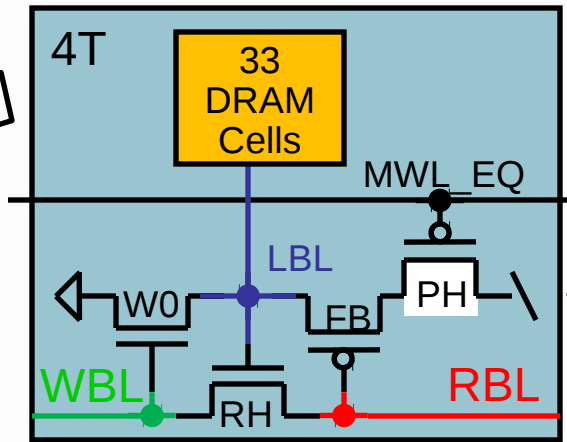 4T
33
DRAM
Cells
MWL_EQ
LBL
W0
FB
PH
WBL
RH
RBL